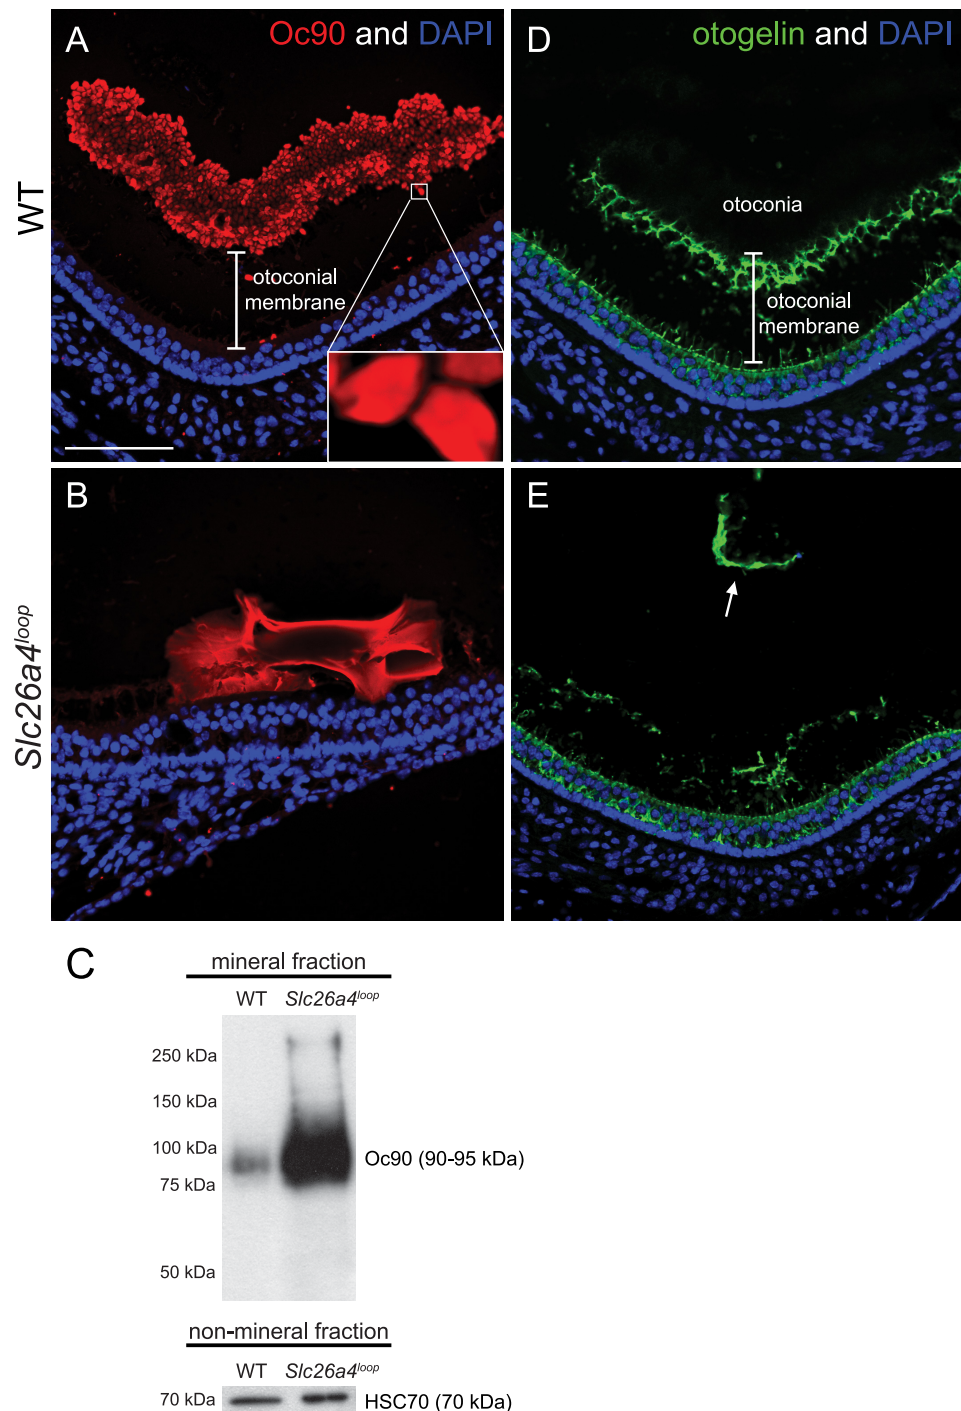 A
Oc90 and DAPI
WT
otoconial
membrane
D
otogelin and DAPI
otoconia
otoconial
membrane
Slc26a4loop
B
E
C
mineral fraction
WT Slc26a4loop
250 kDa
150 kDa
100 kDa
75 kDa
50 kDa
Oc90 (90-95 kDa)
non-mineral fraction
WT Slc26a4loop
70 kDa
HSC70 (70 kDa)